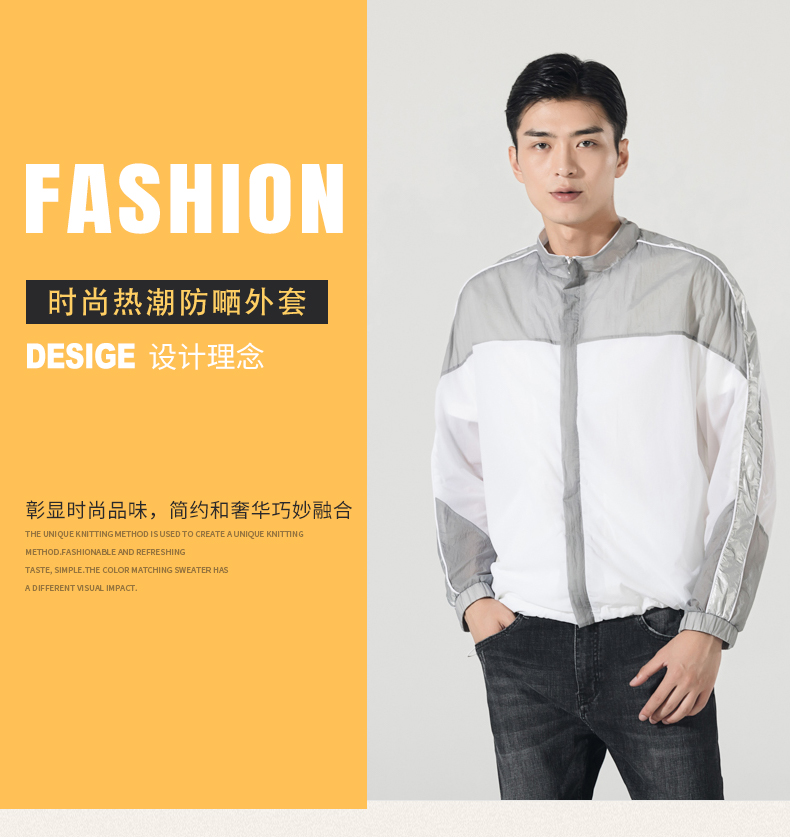 FASHION
时尚热潮防嗮外套
DESIGE 设计理念
彰显时尚品味，简约和奢华巧妙融合
THE UNIQUE KNITTING METHOD IS USED TO CREATE A UNIQUE KNITTING
METHOD.FASHIONABLE AND REFRESHING
TASTE, SIMPLE.THE COLOR MATCHING SWEATER HAS
A DIFFERENT VISUAL IMPACT.